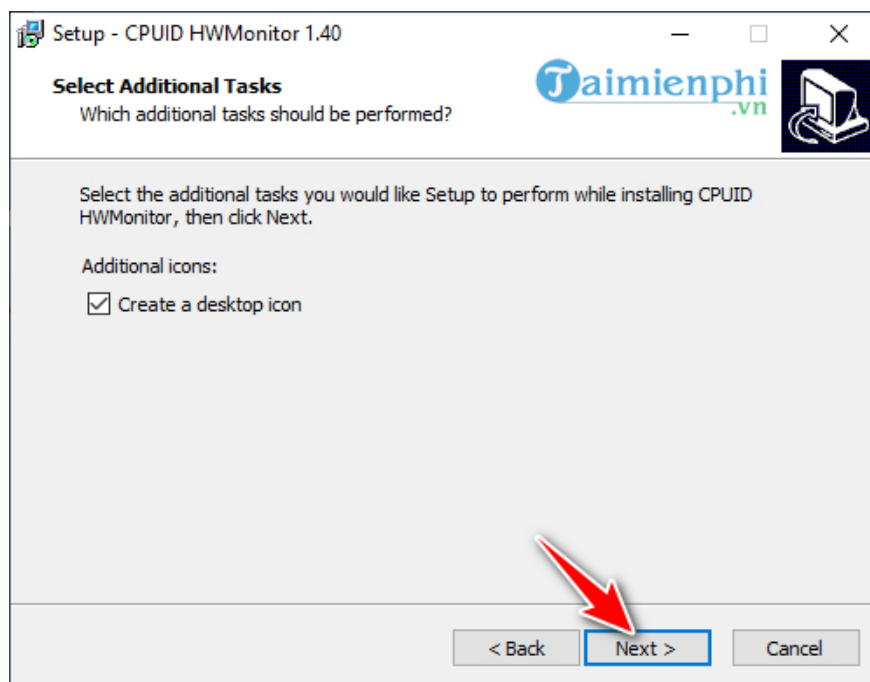 Setup - CPUID HWMonitor 1.40
Select Additional Tasks
Which additional tasks should be performed?
Taimienphi
.vn
Select the additional tasks you would like Setup to perform while installing CPUID
HWMonitor, then click Next.
Additional icons:
Create a desktop icon
< Back Next > Cancel